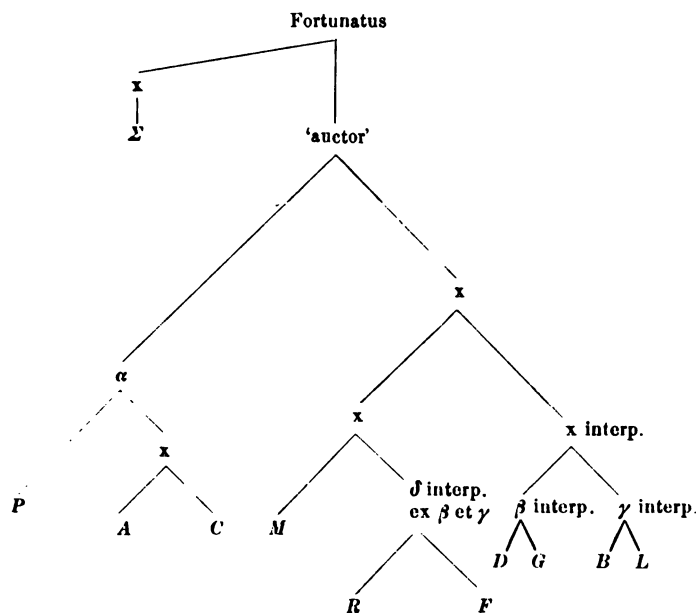 Fortunatus
x
Σ
‘auctor’
x
α
x
x interp.
x
δ interp.
ex β et γ
β interp.
γ interp.
P
A
C
M
D
G
B
L
R
F